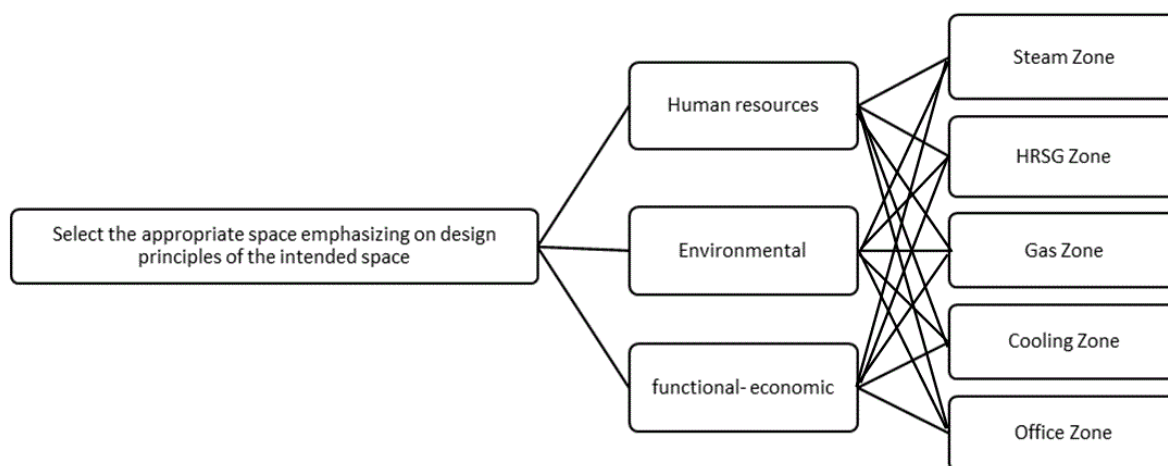 Select the appropriate space emphasizing on design
principles of the intended space
Human resources
Environmental
functional- economic
Steam Zone
HRSG Zone
Gas Zone
Cooling Zone
Office Zone